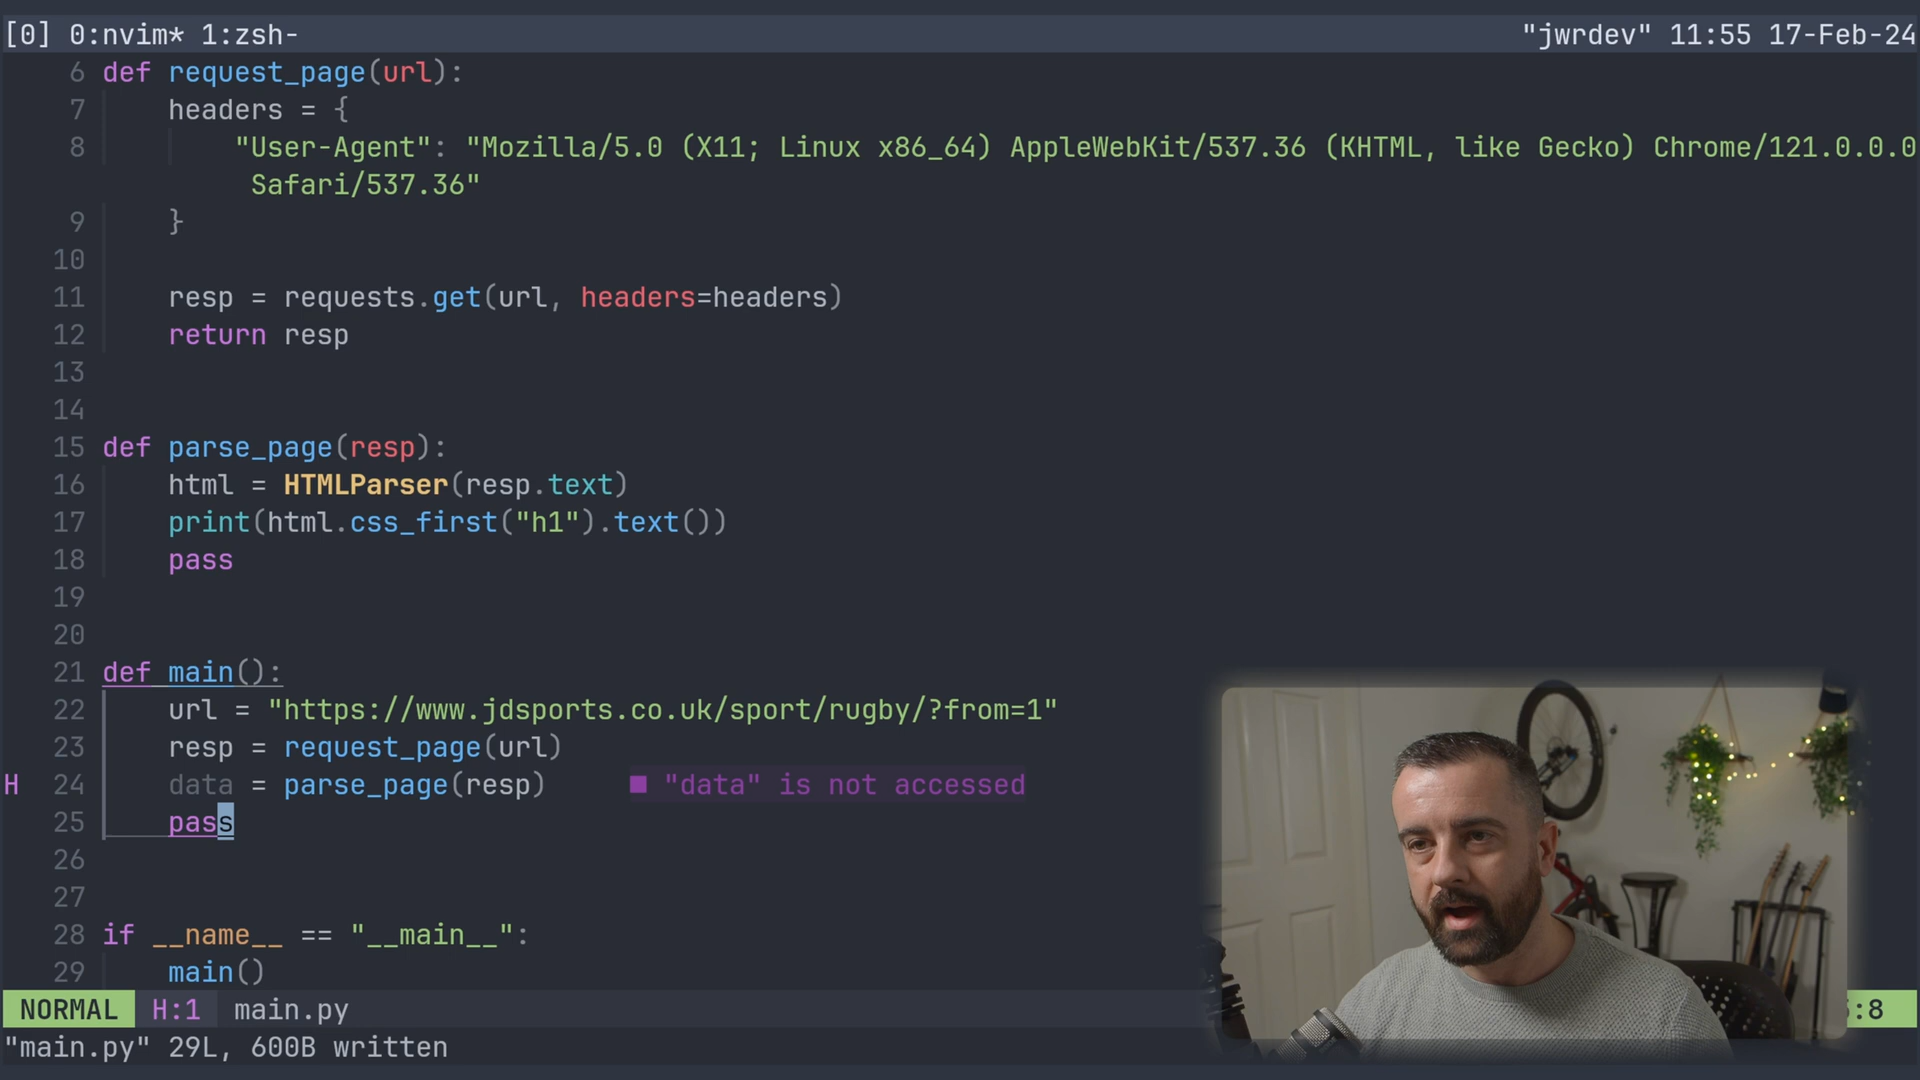 [0] 0:nvim* 1:zsh- "jwrdev" 11:55 17-Feb-24
6 def request_page(url):
7 headers = {
8 "User-Agent": "Mozilla/5.0 (X11; Linux x86_64) AppleWebKit/537.36 (KHTML, like Gecko) Chrome/121.0.0.0
Safari/537.36"
9 }
10
11 resp = requests.get(url, headers=headers)
12 return resp
13
14
15 def parse_page(resp):
16 html = HTMLParser(resp.text)
17 print(html.css_first("h1").text())
18 pass
19
20
21 def main():
22 url = "https://www.jdsports.co.uk/sport/rugby/?from=1"
23 resp = request_page(url)
H 24 data = parse_page(resp) ■ "data" is not accessed
25 pass
26
27
28 if __name__ == "__main__":
29 main()
NORMAL H:1 main.py :8
"main.py" 29L, 600B written